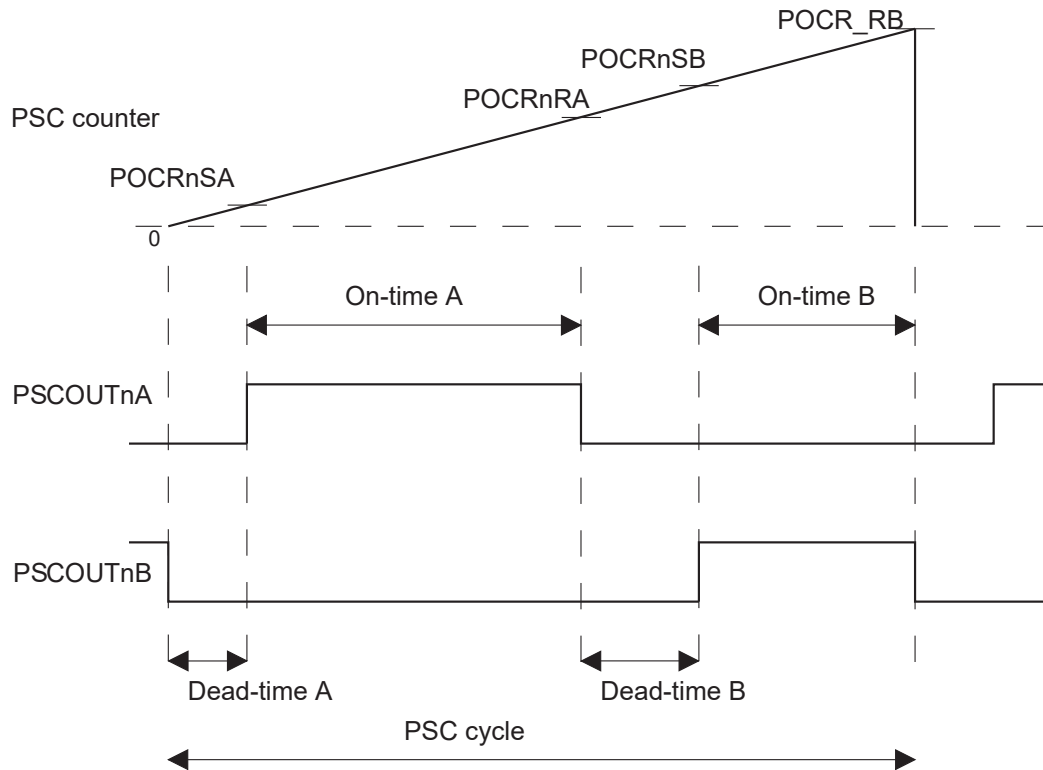 POCR_RB
POCRnSB
POCRnRA
PSC counter
POCRnSA
0
On-time A
On-time B
PSCOUTnA
PSCOUTnB
Dead-time A
Dead-time B
PSC cycle